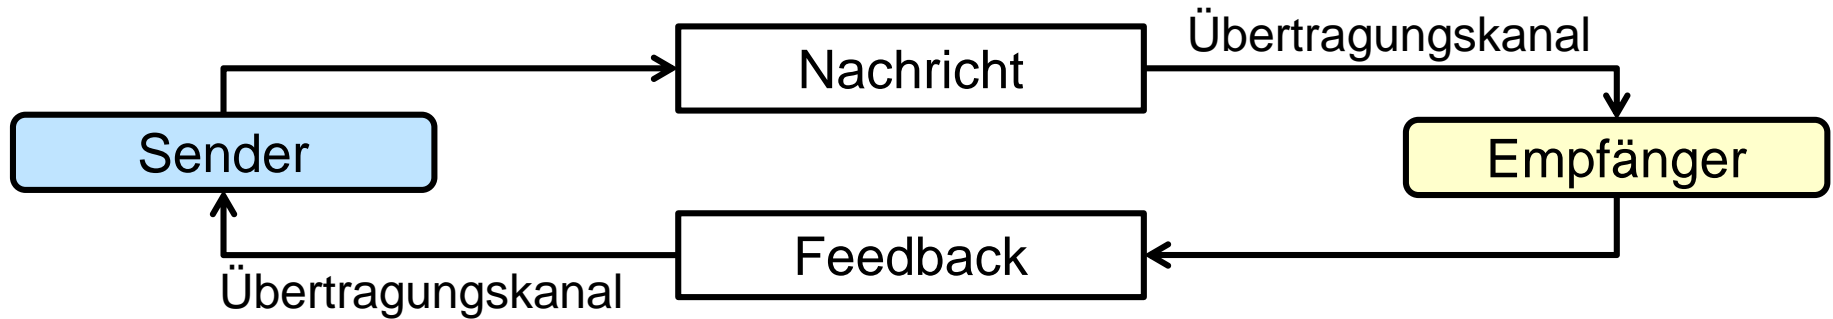 Übertragungskanal
Nachricht
Sender
Empfänger
Feedback
Übertragungskanal